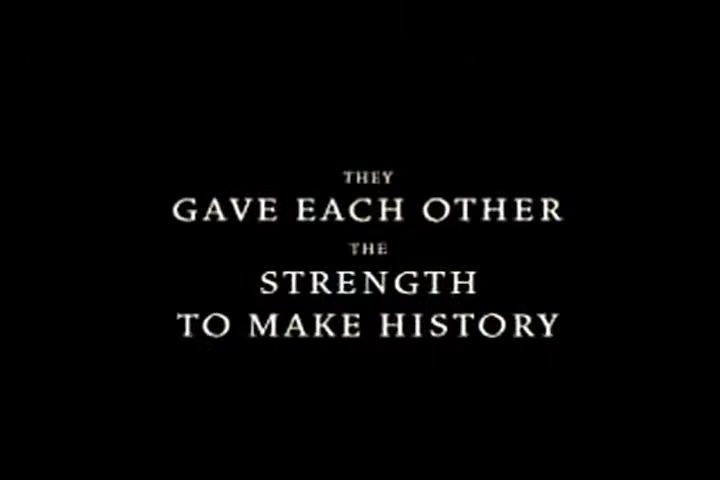 THEY
GAVE EACH OTHER
THE
STRENGTH
TO MAKE HISTORY